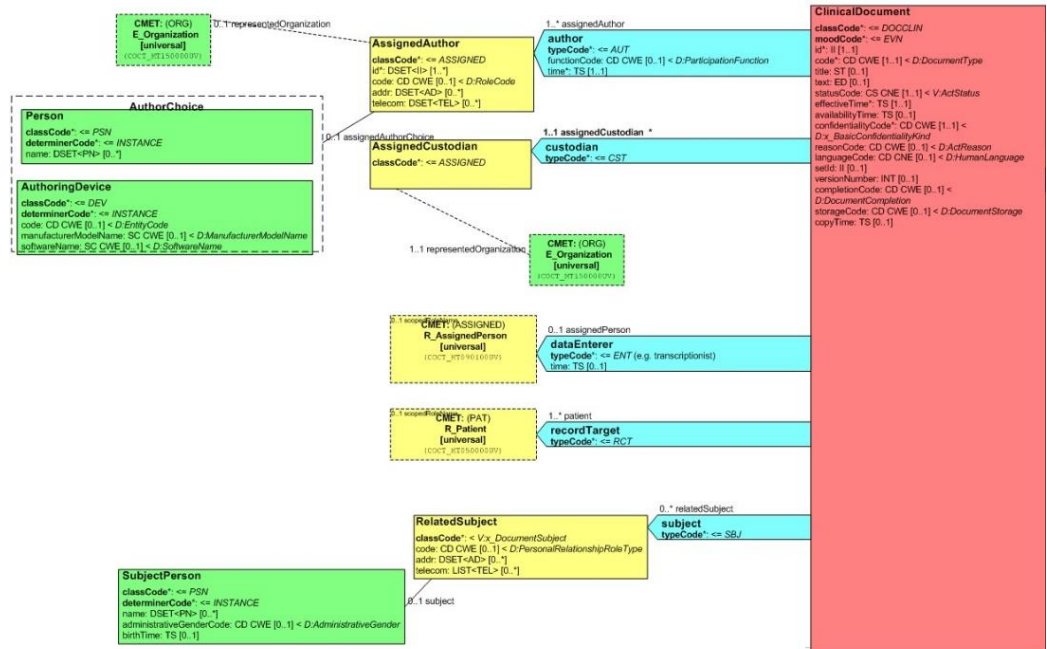 CMET: (ORG)
E_Organization
[universal]
(COCT_MT150000UV)
0..1 representedOrganization
AuthorChoice
Person
classCode*: <= PSN
determinerCode*: <= INSTANCE
name: DSET<PN> [0..*]
AuthoringDevice
classCode*: <= DEV
determinerCode*: <= INSTANCE
code: CD CWE [0..1] < D:EntityCode
manufacturerModelName: SC CWE [0..1] < D:ManufacturerModelName
softwareName: SC CWE [0..1] < D:SoftwareName
0..1 assignedAuthorChoice
AssignedAuthor
classCode*: <= ASSIGNED
id*: DSET<II> [1..*]
code: CD CWE [0..1] < D:RoleCode
addr: DSET<AD> [0..*]
telecom: DSET<TEL> [0..*]
1..* assignedAuthor
author
typeCode*: <= AUT
functionCode: CD CWE [0..1] < D:ParticipationFunction
time*: TS [1..1]
AssignedCustodian
classCode*: <= ASSIGNED
1..1 assignedCustodian *
custodian
typeCode*: <= CST
1..1 representedOrganization
CMET: (ORG)
E_Organization
[universal]
(COCT_MT150000UV)
0..1 scopedRoleName
CMET: (ASSIGNED)
R_AssignedPerson
[universal]
(COCT_MT090100UV)
0..1 assignedPerson
dataEnterer
typeCode*: <= ENT (e.g. transcriptionist)
time: TS [0..1]
0..1 scopedRoleName
CMET: (PAT)
R_Patient
[universal]
(COCT_MT050000UV)
1..* patient
recordTarget
typeCode*: <= RCT
RelatedSubject
classCode*: < V:x_DocumentSubject
code: CD CWE [0..1] < D:PersonalRelationshipRoleType
addr: DSET<AD> [0..*]
telecom: LIST<TEL> [0..*]
0..* relatedSubject
subject
typeCode*: <= SBJ
SubjectPerson
classCode*: <= PSN
determinerCode*: <= INSTANCE
name: DSET<PN> [0..*]
administrativeGenderCode: CD CWE [0..1] < D:AdministrativeGender
birthTime: TS [0..1]
0..1 subject
ClinicalDocument
classCode*: <= DOCCLIN
moodCode*: <= EVN
id*: II [1..1]
code*: CD CWE [1..1] < D:DocumentType
title: ST [0..1]
text: ED [0..1]
statusCode: CS CNE [1..1] < V:ActStatus
effectiveTime*: TS [1..1]
availabilityTime: TS [0..1]
confidentialityCode*: CD CWE [1..1] <
D:x_BasicConfidentialityKind
reasonCode: CD CWE [0..1] < D:ActReason
languageCode: CD CNE [0..1] < D:HumanLanguage
setId: II [0..1]
versionNumber: INT [0..1]
completionCode: CD CWE [0..1] <
D:DocumentCompletion
storageCode: CD CWE [0..1] < D:DocumentStorage
copyTime: TS [0..1]